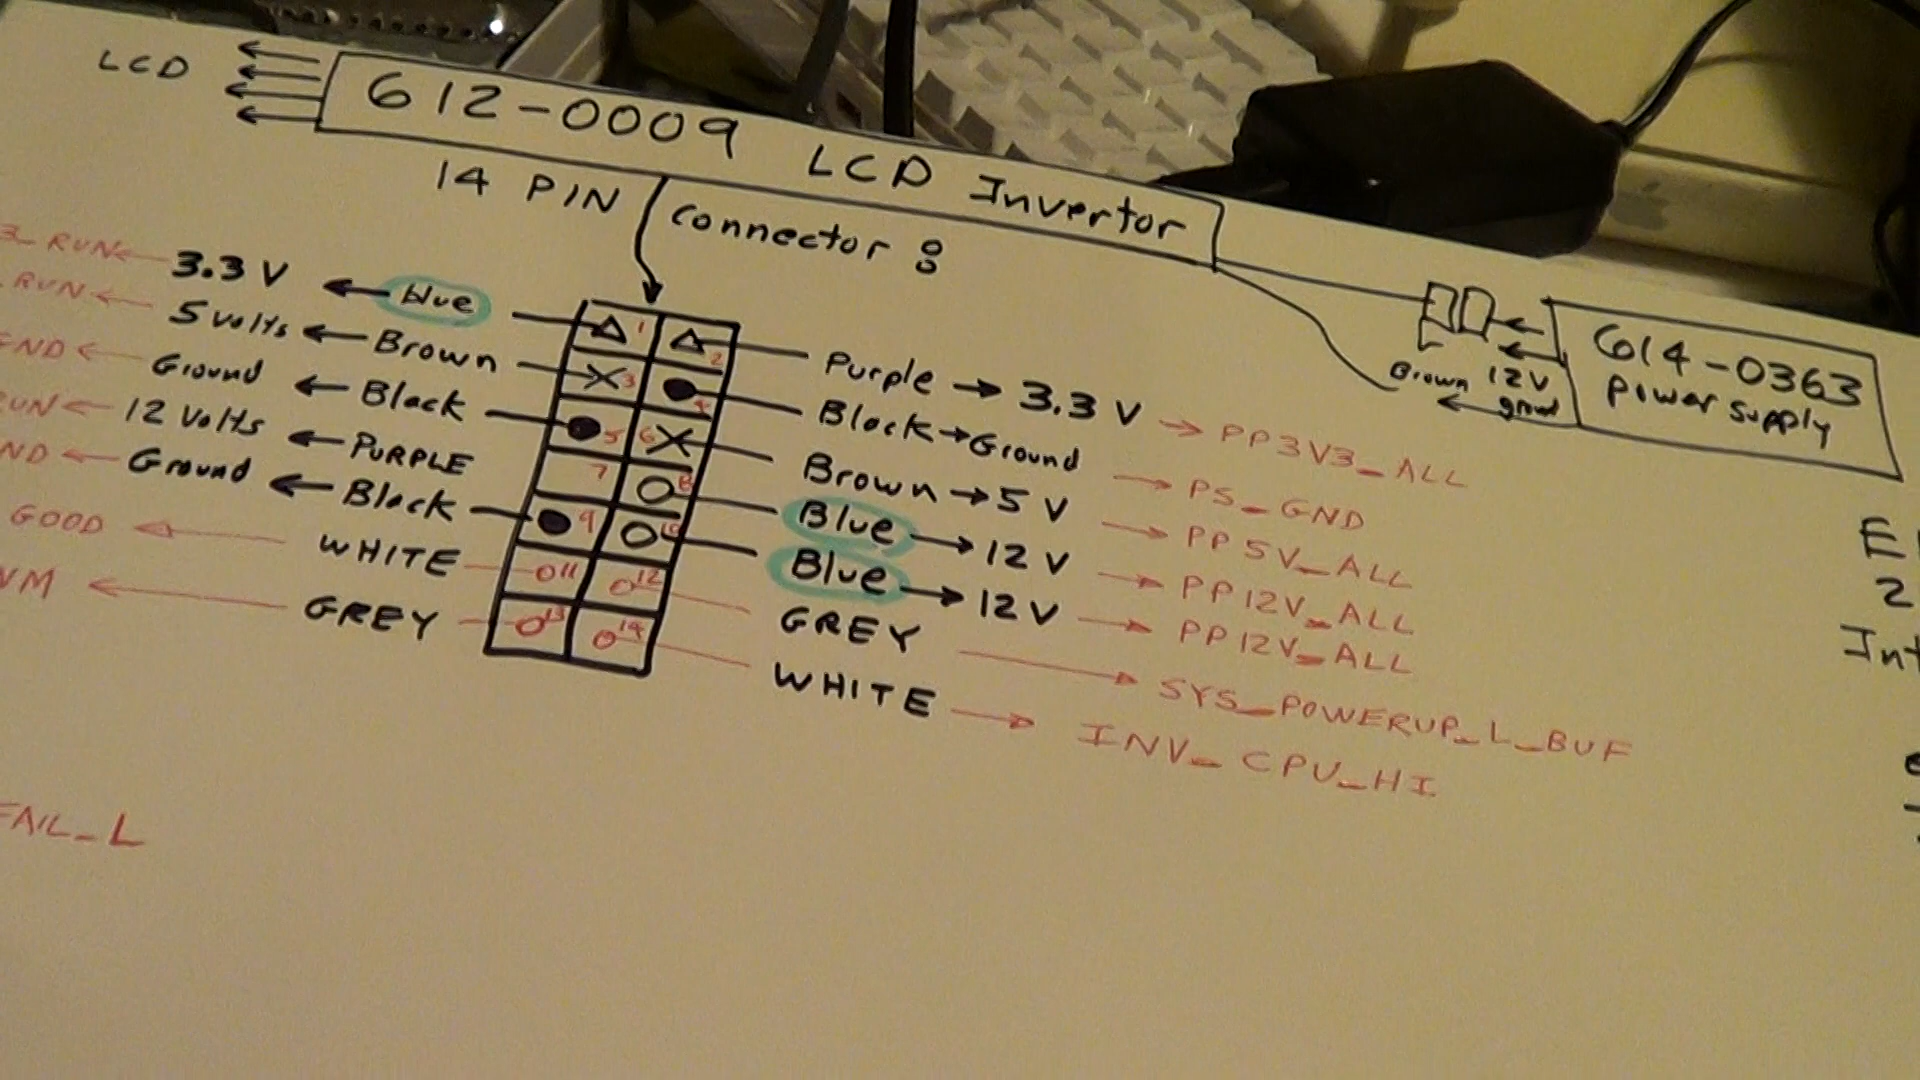 LCD
612-0009 LCD Invertor
14 PIN connector:
RUN 3.3 V blue 1
RUN 5 volts Brown 3
Ground Black 5
12 Volts PURPLE 7
Ground Black 9
GOOD WHITE 11
GREY 13
2 Purple 3.3 V PP3V3_ALL
4 Black Ground PS_GND
6 Brown 5 V PP5V_ALL
8 Blue 12 V PP12V_ALL
10 Blue 12 V PP12V_ALL
12 GREY SYS_POWERUP_L_BUF
14 WHITE INV_CPU_HI
FAIL_L
Brown 12V
grnd
614-0363
Power Supply
2